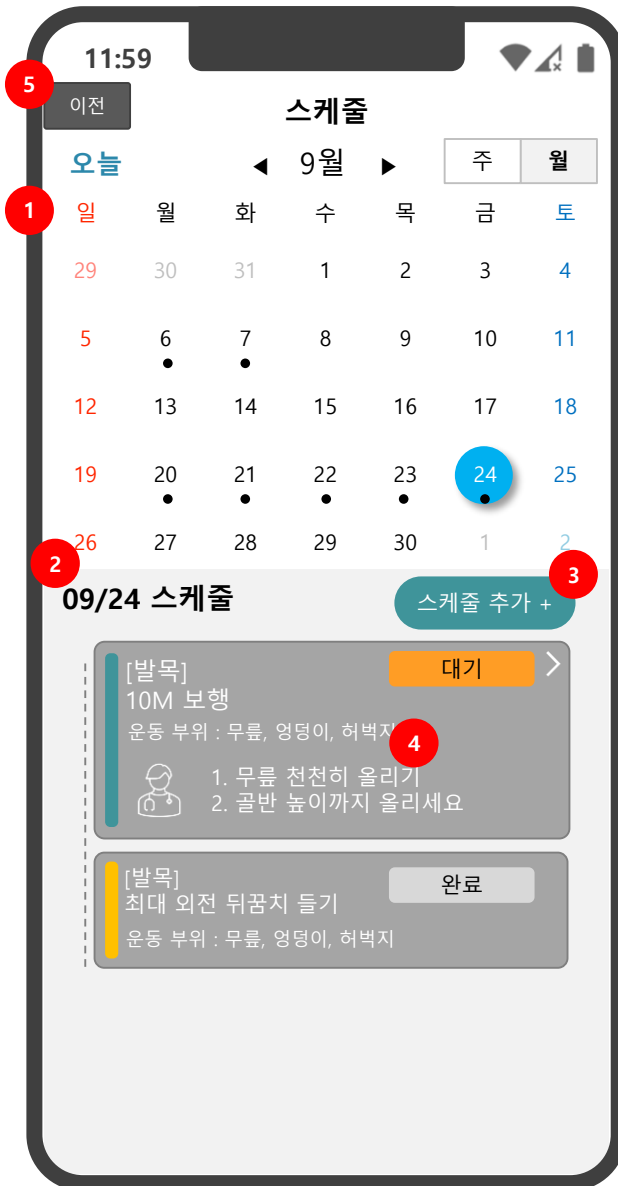 11:59
5
이전
스케줄
오늘 ◀ 9월 ▶ 주 월
1
일 월 화 수 목 금 토
29 30 31 1 2 3 4
5 6 7 8 9 10 11
12 13 14 15 16 17 18
19 20 21 22 23 24 25
26 27 28 29 30 1 2
2
3
09/24 스케줄
스케줄 추가 +
[발목]
대기
10M 보행
운동 부위 : 무릎, 엉덩이, 허벅지
4
1. 무릎 천천히 올리기
2. 골반 높이까지 올리세요
[발목]
완료
최대 외전 뒤꿈치 들기
운동 부위 : 무릎, 엉덩이, 허벅지